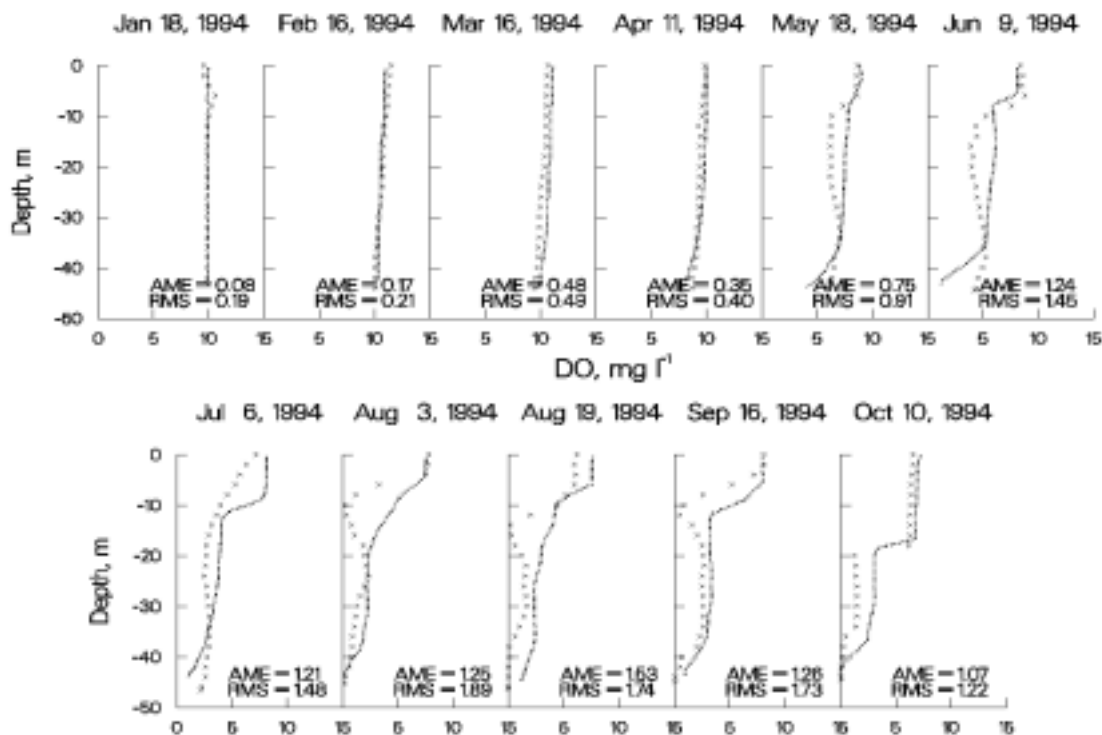 Jan 18, 1994 Feb 16, 1994 Mar 16, 1994 Apr 11, 1994 May 18, 1994 Jun 9, 1994
0
-10
-20
-30
-40
-50
Depth, m
AME = 0.08 AME = 0.17 AME = 0.48 AME = 0.35 AME = 0.75 AME = 1.24
RMS = 0.19 RMS = 0.21 RMS = 0.49 RMS = 0.40 RMS = 0.91 RMS = 1.45
0 5 10 15 5 10 15 5 10 15 5 10 15 5 10 15 5 10 15
DO, mg l⁻¹
Jul 6, 1994 Aug 3, 1994 Aug 19, 1994 Sep 16, 1994 Oct 10, 1994
0
-10
-20
-30
-40
-50
Depth, m
AME = 1.21 AME = 1.25 AME = 1.53 AME = 1.26 AME = 1.07
RMS = 1.48 RMS = 1.89 RMS = 1.74 RMS = 1.73 RMS = 1.22
0 5 10 15 5 10 15 5 10 15 5 10 15 5 10 15